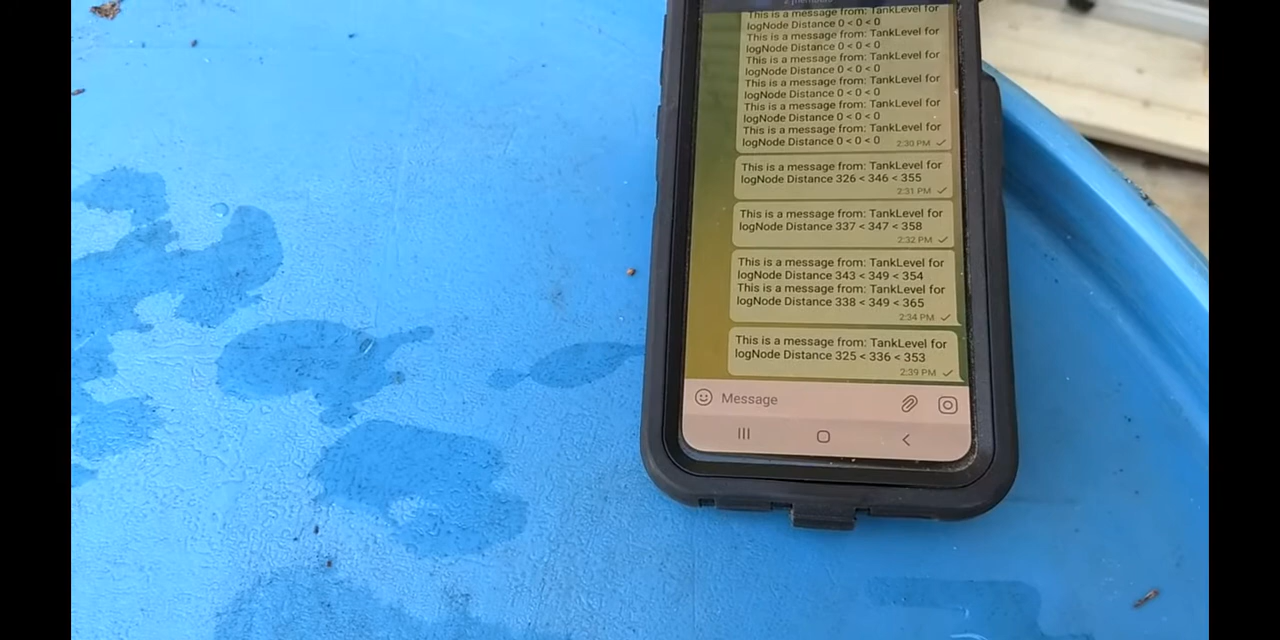 2 members
This is a message from: TankLevel for
logNode Distance 0 < 0 < 0
This is a message from: TankLevel for
logNode Distance 0 < 0 < 0
This is a message from: TankLevel for
logNode Distance 0 < 0 < 0
This is a message from: TankLevel for
logNode Distance 0 < 0 < 0
This is a message from: TankLevel for
logNode Distance 0 < 0 < 0
This is a message from: TankLevel for
logNode Distance 0 < 0 < 0
2:30 PM
This is a message from: TankLevel for
logNode Distance 326 < 346 < 355
2:31 PM
This is a message from: TankLevel for
logNode Distance 337 < 347 < 358
2:32 PM
This is a message from: TankLevel for
logNode Distance 343 < 349 < 354
This is a message from: TankLevel for
logNode Distance 338 < 349 < 365
2:34 PM
This is a message from: TankLevel for
logNode Distance 325 < 336 < 353
2:39 PM
Message